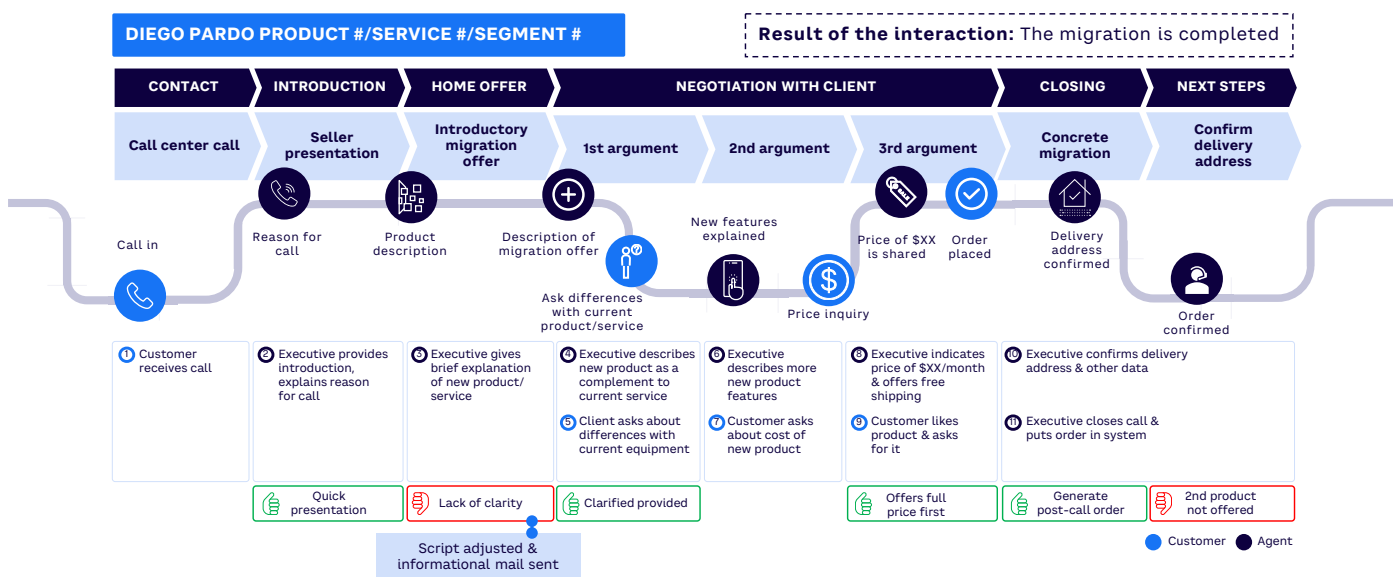 DIEGO PARDO PRODUCT #/SERVICE #/SEGMENT #
Result of the interaction: The migration is completed
CONTACT
INTRODUCTION
HOME OFFER
NEGOTIATION WITH CLIENT
CLOSING
NEXT STEPS
Call center call
Seller
presentation
Introductory
migration
offer
1st argument
2nd argument
3rd argument
Concrete
migration
Confirm
delivery
address
Call in
Reason for
call
Product
description
Description of
migration offer
Ask differences
with current
product/service
?
New features
explained
$
Price inquiry
SALE
Price of $XX
is shared
Order
placed
Delivery
address
confirmed
Order
confirmed
1 Customer
receives call
2 Executive provides
introduction,
explains reason
for call
3 Executive gives
brief explanation
of new product/
service
4 Executive describes
new product as a
complement to
current service
5 Client asks about
differences with
current equipment
6 Executive
describes more
new product
features
7 Customer asks
about cost of
new product
8 Executive indicates
price of $XX/month
& offers free
shipping
9 Customer likes
product & asks
for it
10 Executive confirms delivery
address & other data
11 Executive closes call &
puts order in system
Quick
presentation
Lack of clarity
Clarified provided
Offers full
price first
Generate
post-call order
2nd product
not offered
Script adjusted &
informational mail sent
Customer
Agent